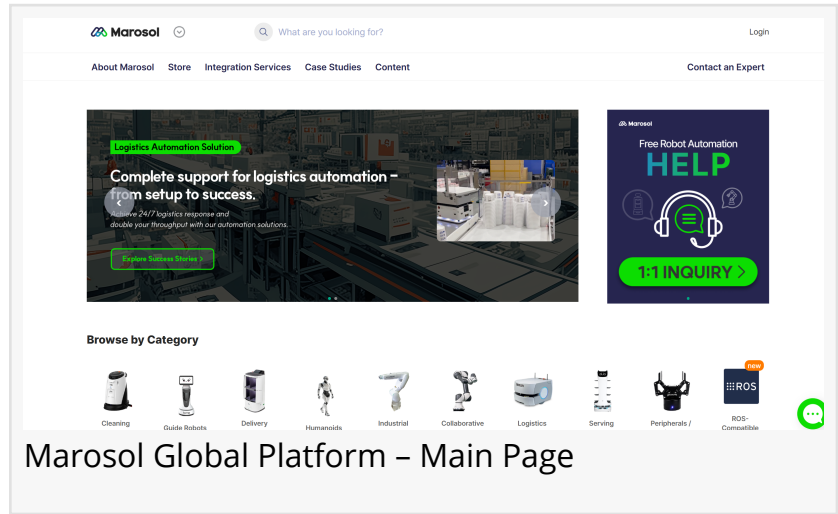 Marosol
What are you looking for?
Login
About Marosol Store Integration Services Case Studies Content Contact an Expert
Logistics Automation Solution
Complete support for logistics automation –
from setup to success.
Achieve 24/7 logistics response and
double your throughput with our automation solutions.
Explore Success Stories >
Marosol
Free Robot Automation
HELP
1:1 INQUIRY >
Browse by Category
new
ROS
Cleaning
Guide Robots
Delivery
Humanoids
Industrial
Collaborative
Logistics
Serving
Peripherals /
ROS-
Compatible
Marosol Global Platform – Main Page